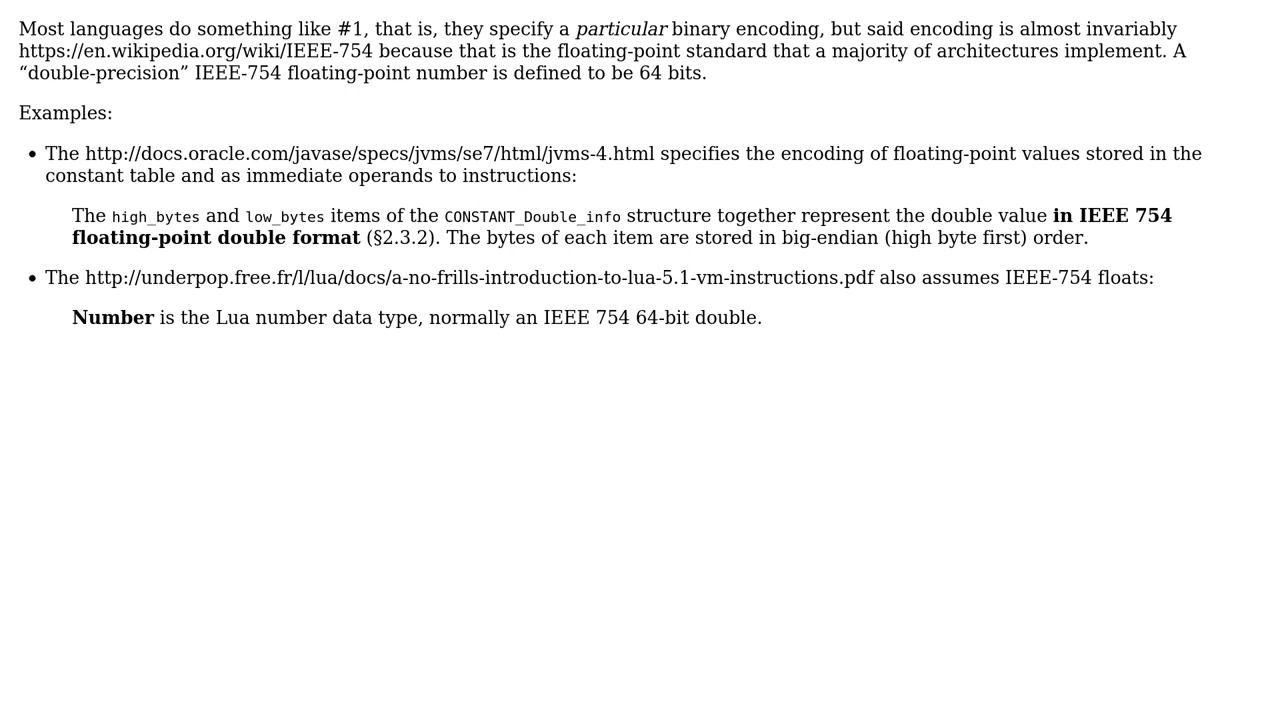 Most languages do something like #1, that is, they specify a particular binary encoding, but said encoding is almost invariably
https://en.wikipedia.org/wiki/IEEE-754 because that is the floating-point standard that a majority of architectures implement. A
“double-precision” IEEE-754 floating-point number is defined to be 64 bits.
Examples:
• The http://docs.oracle.com/javase/specs/jvms/se7/html/jvms-4.html specifies the encoding of floating-point values stored in the
constant table and as immediate operands to instructions:
The high_bytes and low_bytes items of the CONSTANT_Double_info structure together represent the double value in IEEE 754
floating-point double format (§2.3.2). The bytes of each item are stored in big-endian (high byte first) order.
• The http://underpop.free.fr/l/lua/docs/a-no-frills-introduction-to-lua-5.1-vm-instructions.pdf also assumes IEEE-754 floats:
Number is the Lua number data type, normally an IEEE 754 64-bit double.